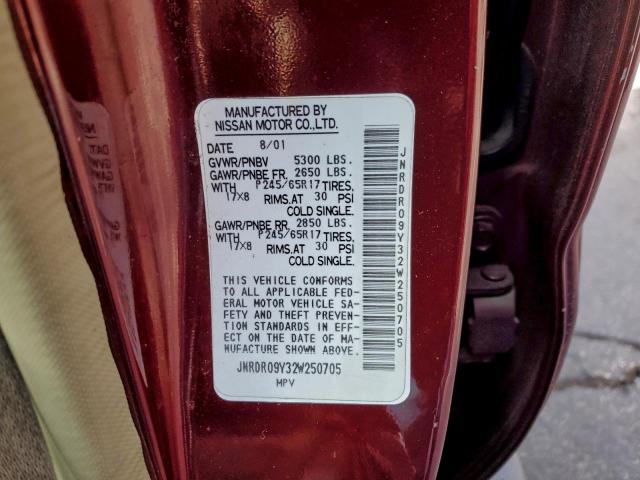 MANUFACTURED BY
NISSAN MOTOR CO.,LTD.
DATE 8/01
GVWR/PNBV 5300 LBS.
GAWR/PNBE FR. 2650 LBS.
WITH P245/65R17 TIRES,
17X8 RIMS,AT 30 PSI
COLD SINGLE.
GAWR/PNBE RR 2850 LBS.
WITH P245/65R17 TIRES,
17X8 RIMS,AT 30 PSI
COLD SINGLE.
THIS VEHICLE CONFORMS
TO ALL APPLICABLE FED-
ERAL MOTOR VEHICLE SA-
FETY AND THEFT PREVEN-
TION STANDARDS IN EFF-
ECT ON THE DATE OF MA-
NUFACTURE SHOWN ABOVE.
JNRDR09Y32W250705
MPV
JNRDR09Y32W250705